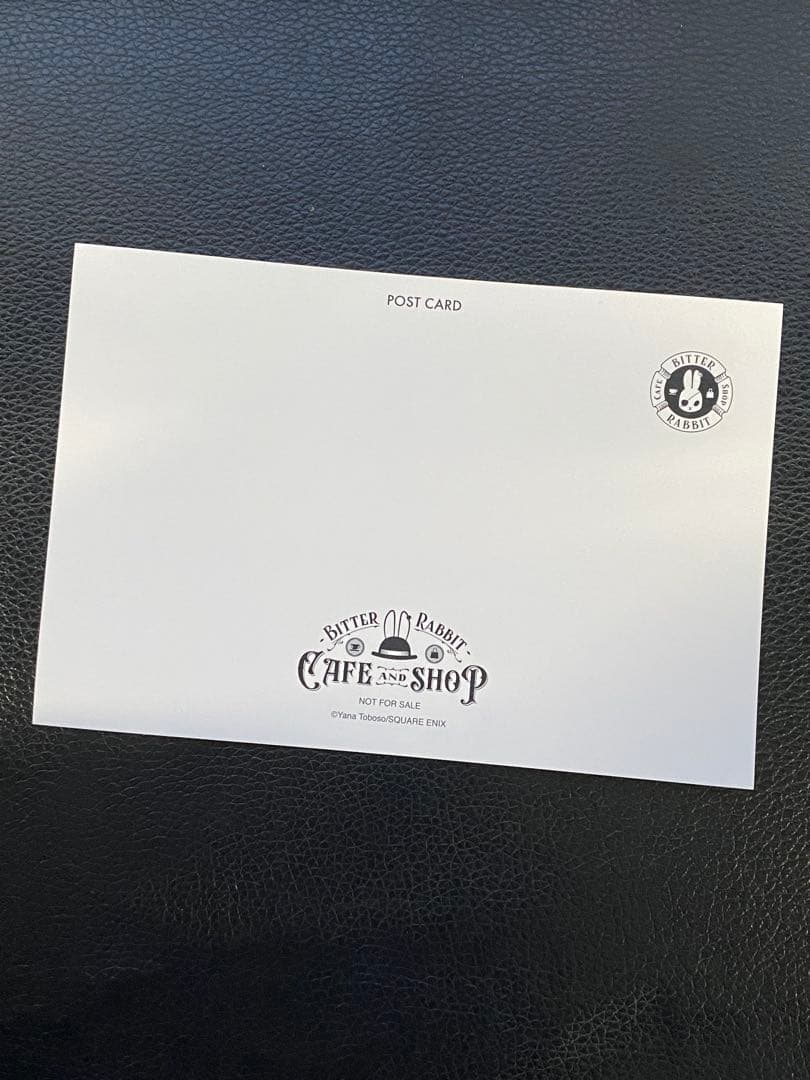 POST CARD
BITTER
CAFE
SHOP
RABBIT
-BITTER RABBIT-
CAFE AND SHOP
NOT FOR SALE
©Yana Toboso/SQUARE ENIX